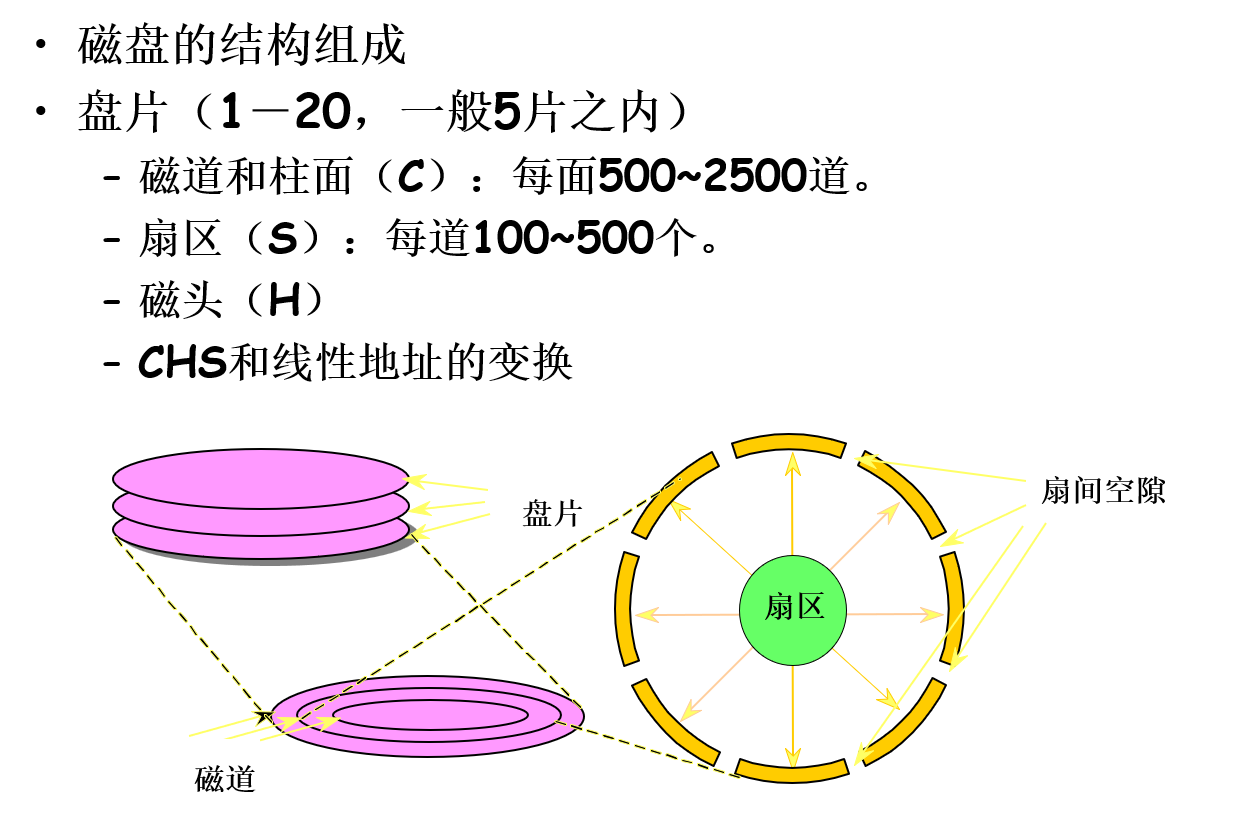 • 磁盘的结构组成
• 盘片（1－20，一般5片之内）
– 磁道和柱面（C）：每面500~2500道。
– 扇区（S）：每道100~500个。
– 磁头（H）
– CHS和线性地址的变换
扇间空隙
盘片
扇区
磁道